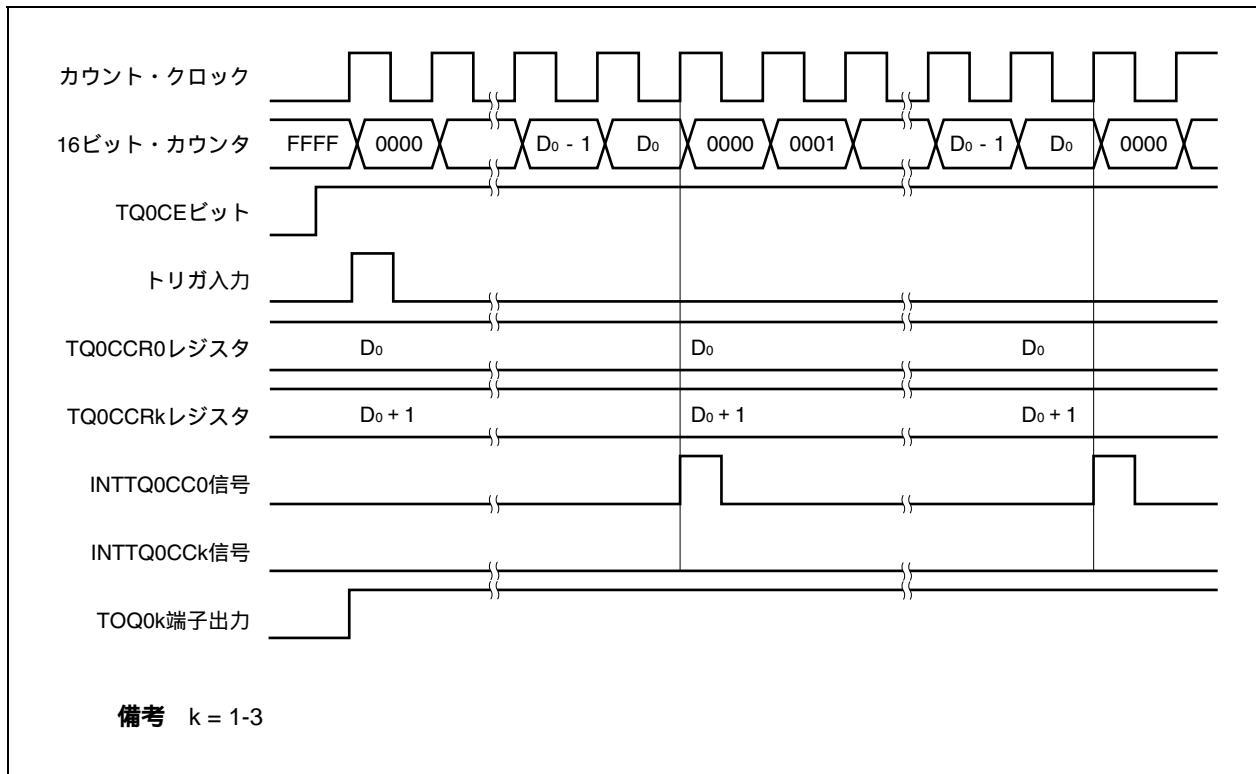 カウント・クロック
16ビット・カウンタ FFFF 0000 D₀ - 1 D₀ 0000 0001 D₀ - 1 D₀ 0000
TQ0CEビット
トリガ入力
TQ0CCR0レジスタ D₀ D₀ D₀
TQ0CCRkレジスタ D₀ + 1 D₀ + 1 D₀ + 1
INTTQ0CC0信号
INTTQ0CCk信号
TOQ0k端子出力
備考 k = 1-3